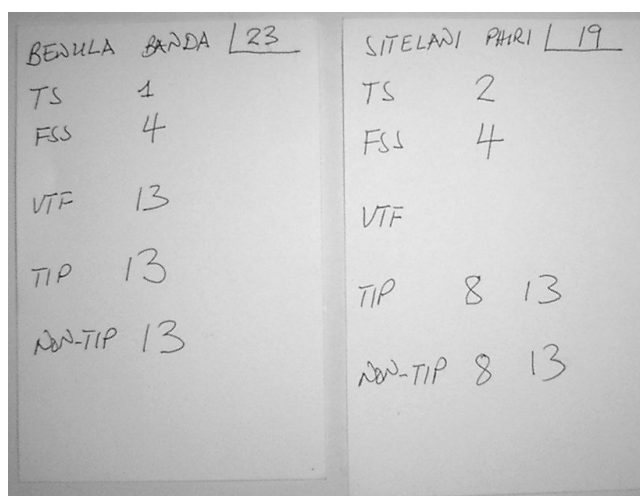 BENULA BANDA 23
TS 1
FSS 4
VTF 13
TIP 13
NON-TIP 13
SITELANI PHIRI 19
TS 2
FSS 4
VTF
TIP 8 13
NON-TIP 8 13